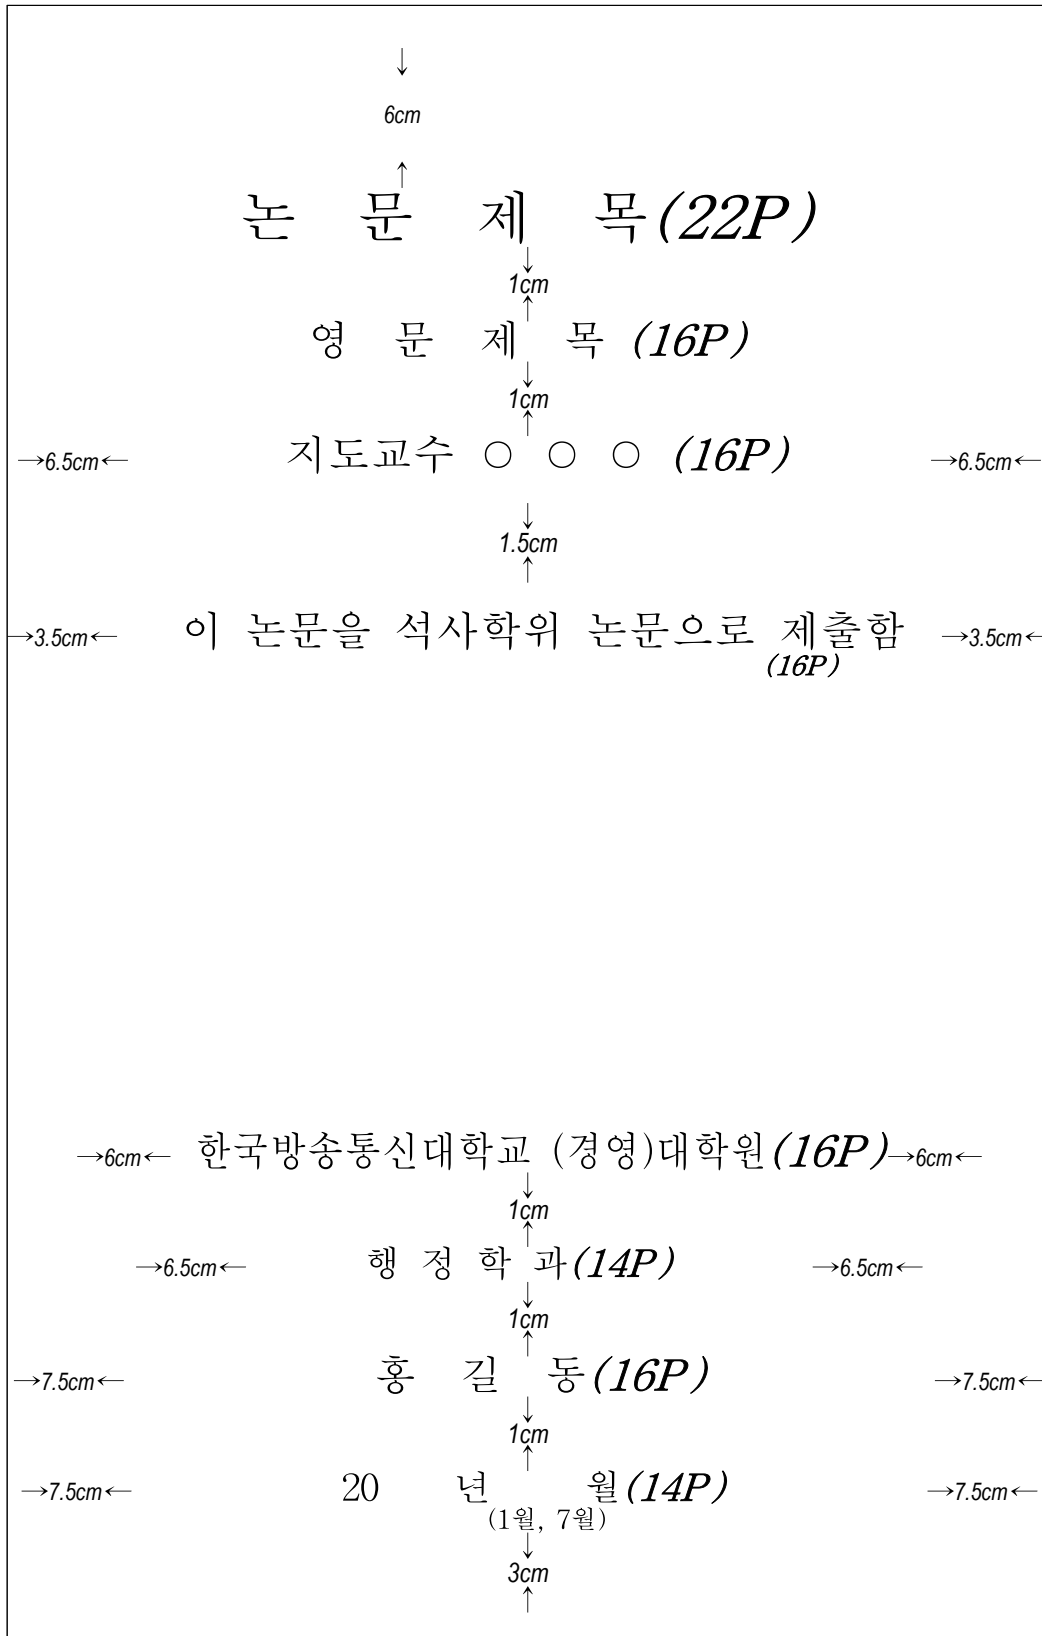 ↓
6cm
↑
논 문 제 목(22P)
↓
1cm
↑
영 문 제 목 (16P)
↓
1cm
↑
→6.5cm← 지도교수 ○ ○ ○ (16P) →6.5cm←
↓
1.5cm
↑
→3.5cm← 이 논문을 석사학위 논문으로 제출함 →3.5cm←
(16P)
→6cm← 한국방송통신대학교 (경영)대학원(16P)→6cm←
↓
1cm
↑
→6.5cm← 행 정 학 과(14P) →6.5cm←
↓
1cm
↑
→7.5cm← 홍 길 동(16P) →7.5cm←
↓
1cm
↑
→7.5cm← 20 년 월(14P) →7.5cm←
(1월, 7월)
↓
3cm
↑